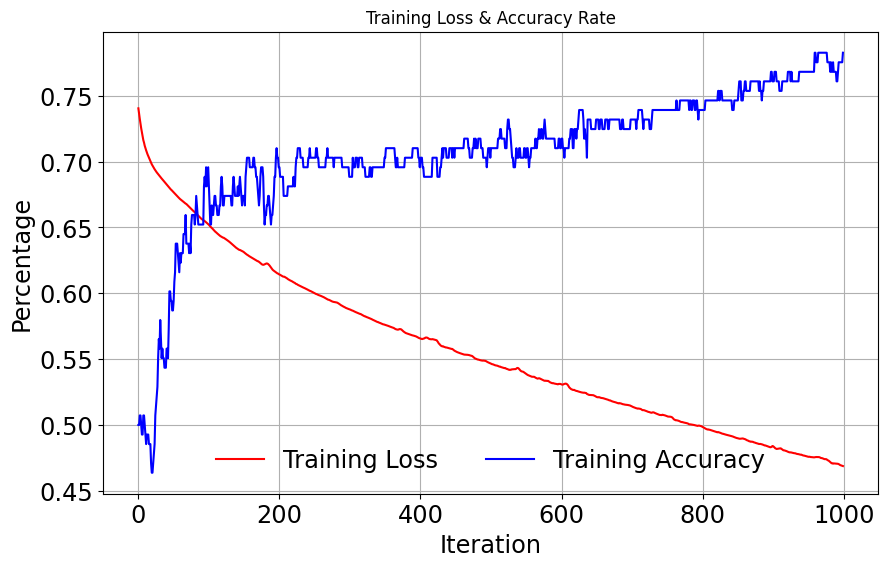 Training Loss & Accuracy Rate
Percentage
0.75
0.70
0.65
0.60
0.55
0.50
0.45
Training Loss
Training Accuracy
0
200
400
600
800
1000
Iteration